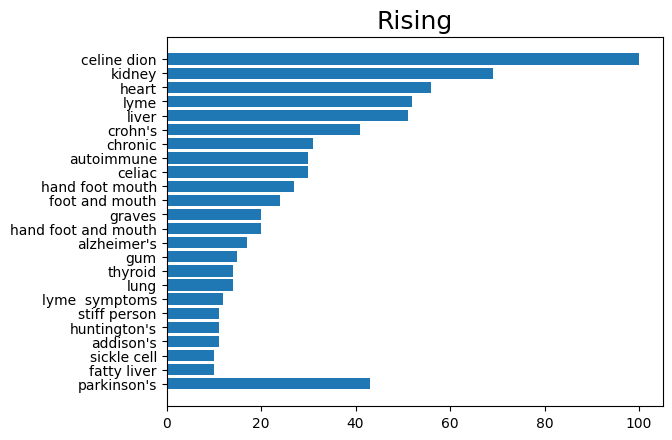 Rising
celine dion
kidney
heart
lyme
liver
crohn's
chronic
autoimmune
celiac
hand foot mouth
foot and mouth
graves
hand foot and mouth
alzheimer's
gum
thyroid
lung
lyme  symptoms
stiff person
huntington's
addison's
sickle cell
fatty liver
parkinson's
0 20 40 60 80 100